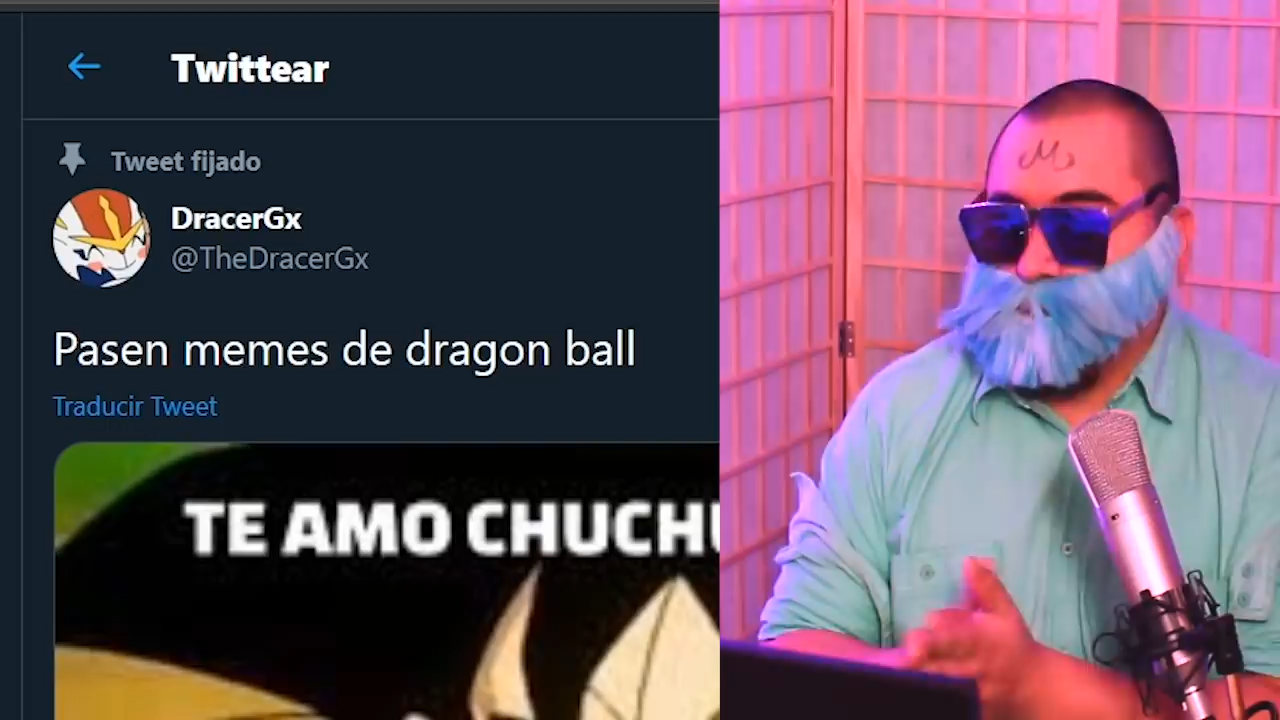 Twittear
Tweet fijado
DracerGx
@TheDracerGx
Pasen memes de dragon ball
Traducir Tweet
TE AMO CHUCHU
M